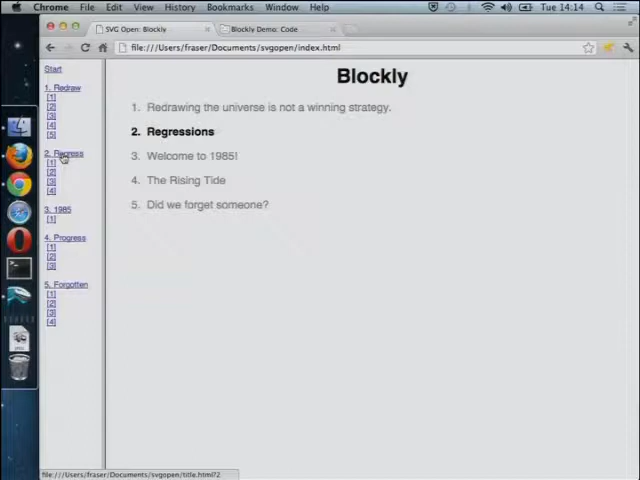 Chrome File Edit View History Bookmarks Window Help Tue 14:14
SVG Open: Blockly
Blockly Demo: Code
file:///Users/fraser/Documents/svgopen/index.html
Start
1. Redraw
[1]
[2]
[3]
[4]
[5]
2. Regress
[1]
[2]
[3]
[4]
3. 1985
[1]
4. Progress
[1]
[2]
[3]
5. Forgotten
[1]
[2]
[3]
[4]
Blockly
1. Redrawing the universe is not a winning strategy.
2. Regressions
3. Welcome to 1985!
4. The Rising Tide
5. Did we forget someone?
file:///Users/fraser/Documents/svgopen/title.html?2